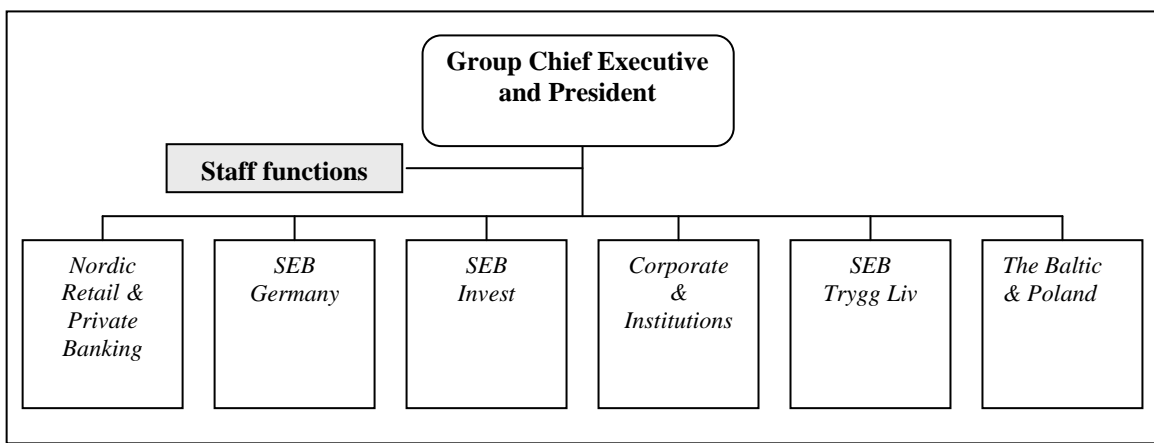 Group Chief Executive
and President
Staff functions
Nordic
Retail &
Private
Banking
SEB
Germany
SEB
Invest
Corporate
&
Institutions
SEB
Trygg Liv
The Baltic
& Poland